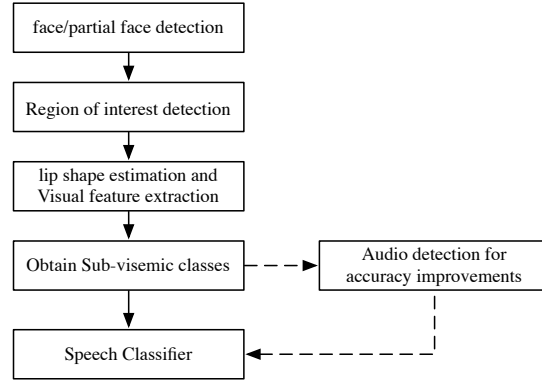 face/partial face detection
Region of interest detection
lip shape estimation and
Visual feature extraction
Obtain Sub-visemic classes
Audio detection for
accuracy improvements
Speech Classifier